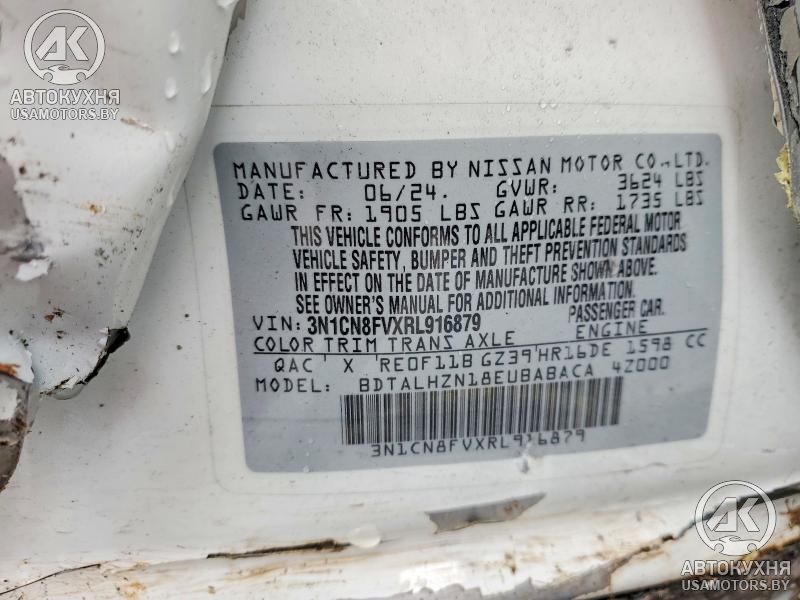 AK
АВТОКУХНЯ
USAMOTORS.BY
MANUFACTURED BY NISSAN MOTOR CO.,LTD.
DATE: 06/24. GVWR: 3624 LBS
GAWR FR: 1905 LBS GAWR RR: 1735 LBS
THIS VEHICLE CONFORMS TO ALL APPLICABLE FEDERAL MOTOR
VEHICLE SAFETY, BUMPER AND THEFT PREVENTION STANDARDS
IN EFFECT ON THE DATE OF MANUFACTURE SHOWN ABOVE.
SEE OWNER'S MANUAL FOR ADDITIONAL INFORMATION.
VIN: 3N1CN8FVXRL916879 PASSENGER CAR.
COLOR TRIM TRANS AXLE ENGINE
QAC X RE0F11B GZ39 HR16DE 1598 CC
MODEL: BDTALHZN18EUBABACA 4Z000
3N1CN8FVXRL916879
AK
АВТОКУХНЯ
USAMOTORS.BY